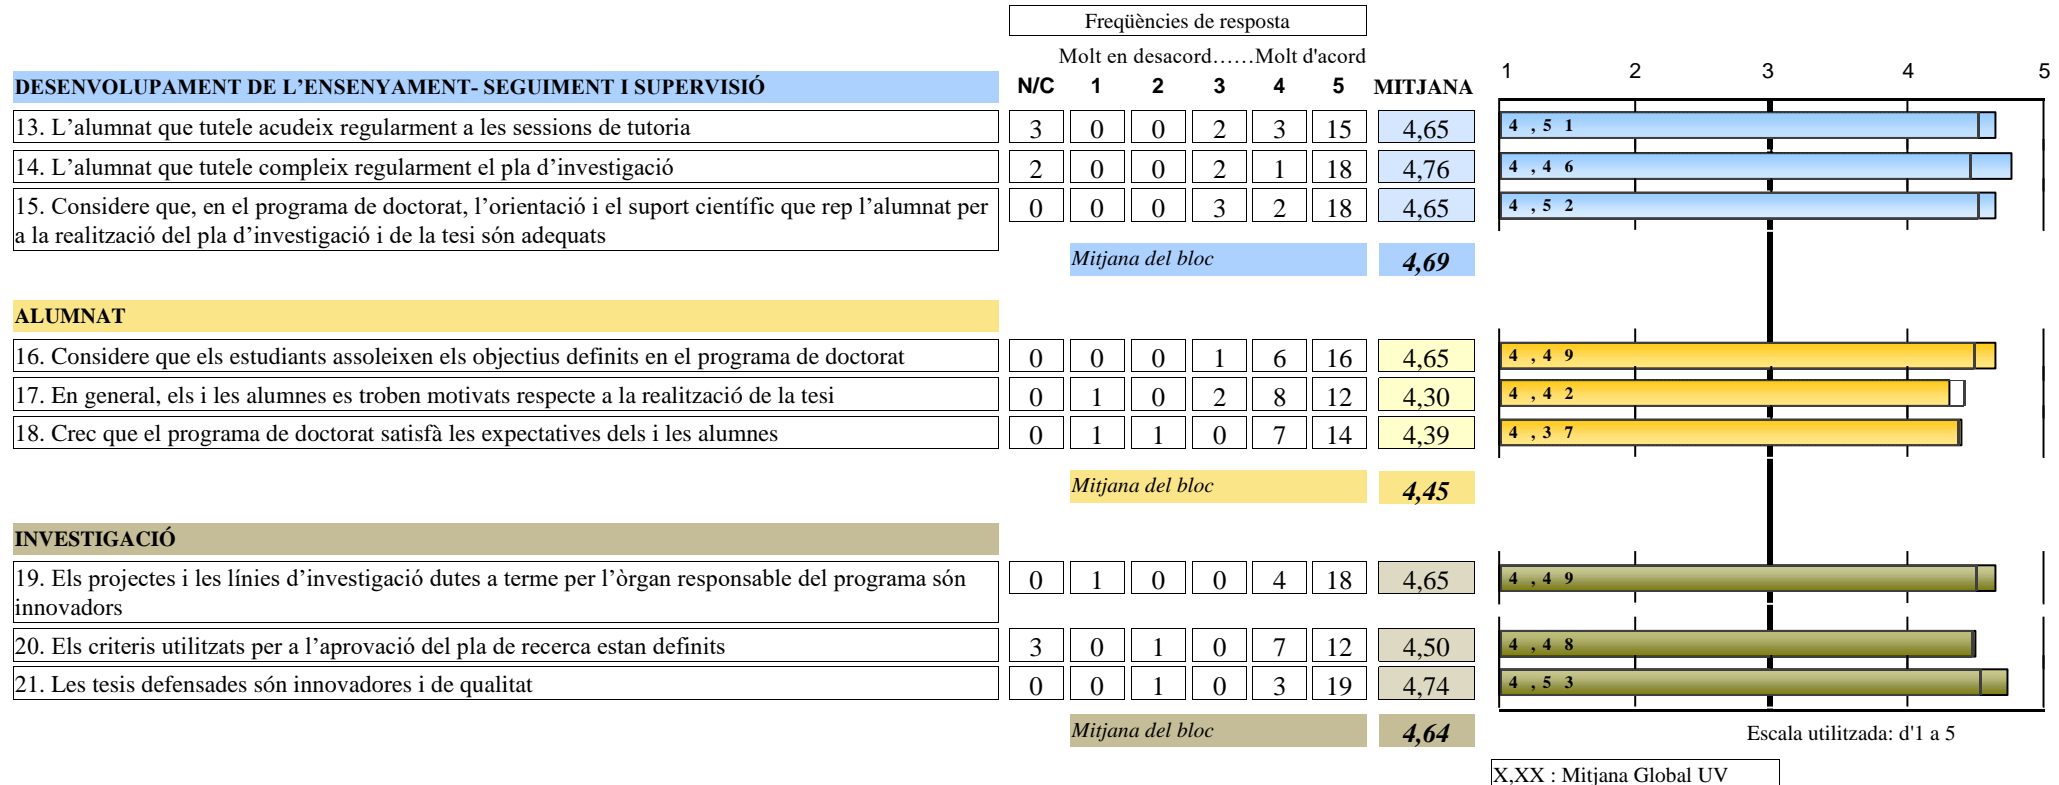 Freqüències de resposta
Molt en desacord……Molt d'acord
DESENVOLUPAMENT DE L’ENSENYAMENT- SEGUIMENT I SUPERVISIÓ N/C 1 2 3 4 5 MITJANA 1 2 3 4 5
13. L’alumnat que tutele acudeix regularment a les sessions de tutoria 3 0 0 2 3 15 4,65 4,51
14. L’alumnat que tutele compleix regularment el pla d’investigació 2 0 0 2 1 18 4,76 4,46
15. Considere que, en el programa de doctorat, l’orientació i el suport científic que rep l’alumnat per 0 0 0 3 2 18 4,65 4,52
a la realització del pla d’investigació i de la tesi són adequats
Mitjana del bloc 4,69
ALUMNAT
16. Considere que els estudiants assoleixen els objectius definits en el programa de doctorat 0 0 0 1 6 16 4,65 4,49
17. En general, els i les alumnes es troben motivats respecte a la realització de la tesi 0 1 0 2 8 12 4,30 4,42
18. Crec que el programa de doctorat satisfà les expectatives dels i les alumnes 0 1 1 0 7 14 4,39 4,37
Mitjana del bloc 4,45
INVESTIGACIÓ
19. Els projectes i les línies d’investigació dutes a terme per l’òrgan responsable del programa són 0 1 0 0 4 18 4,65 4,49
innovadors
20. Els criteris utilitzats per a l’aprovació del pla de recerca estan definits 3 0 1 0 7 12 4,50 4,48
21. Les tesis defensades són innovadores i de qualitat 0 0 1 0 3 19 4,74 4,53
Mitjana del bloc 4,64
Escala utilitzada: d'1 a 5
X,XX : Mitjana Global UV